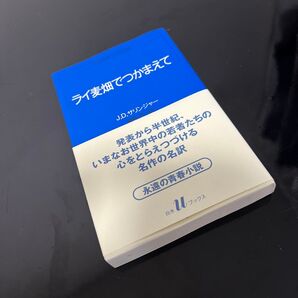 ライ麦畑でつかまえて
J.D.サリンジャー
発表から半世紀、
いまなお世界中の若者たちの
心をとらえつづける
名作の名訳
永遠の青春小説
白水uブックス